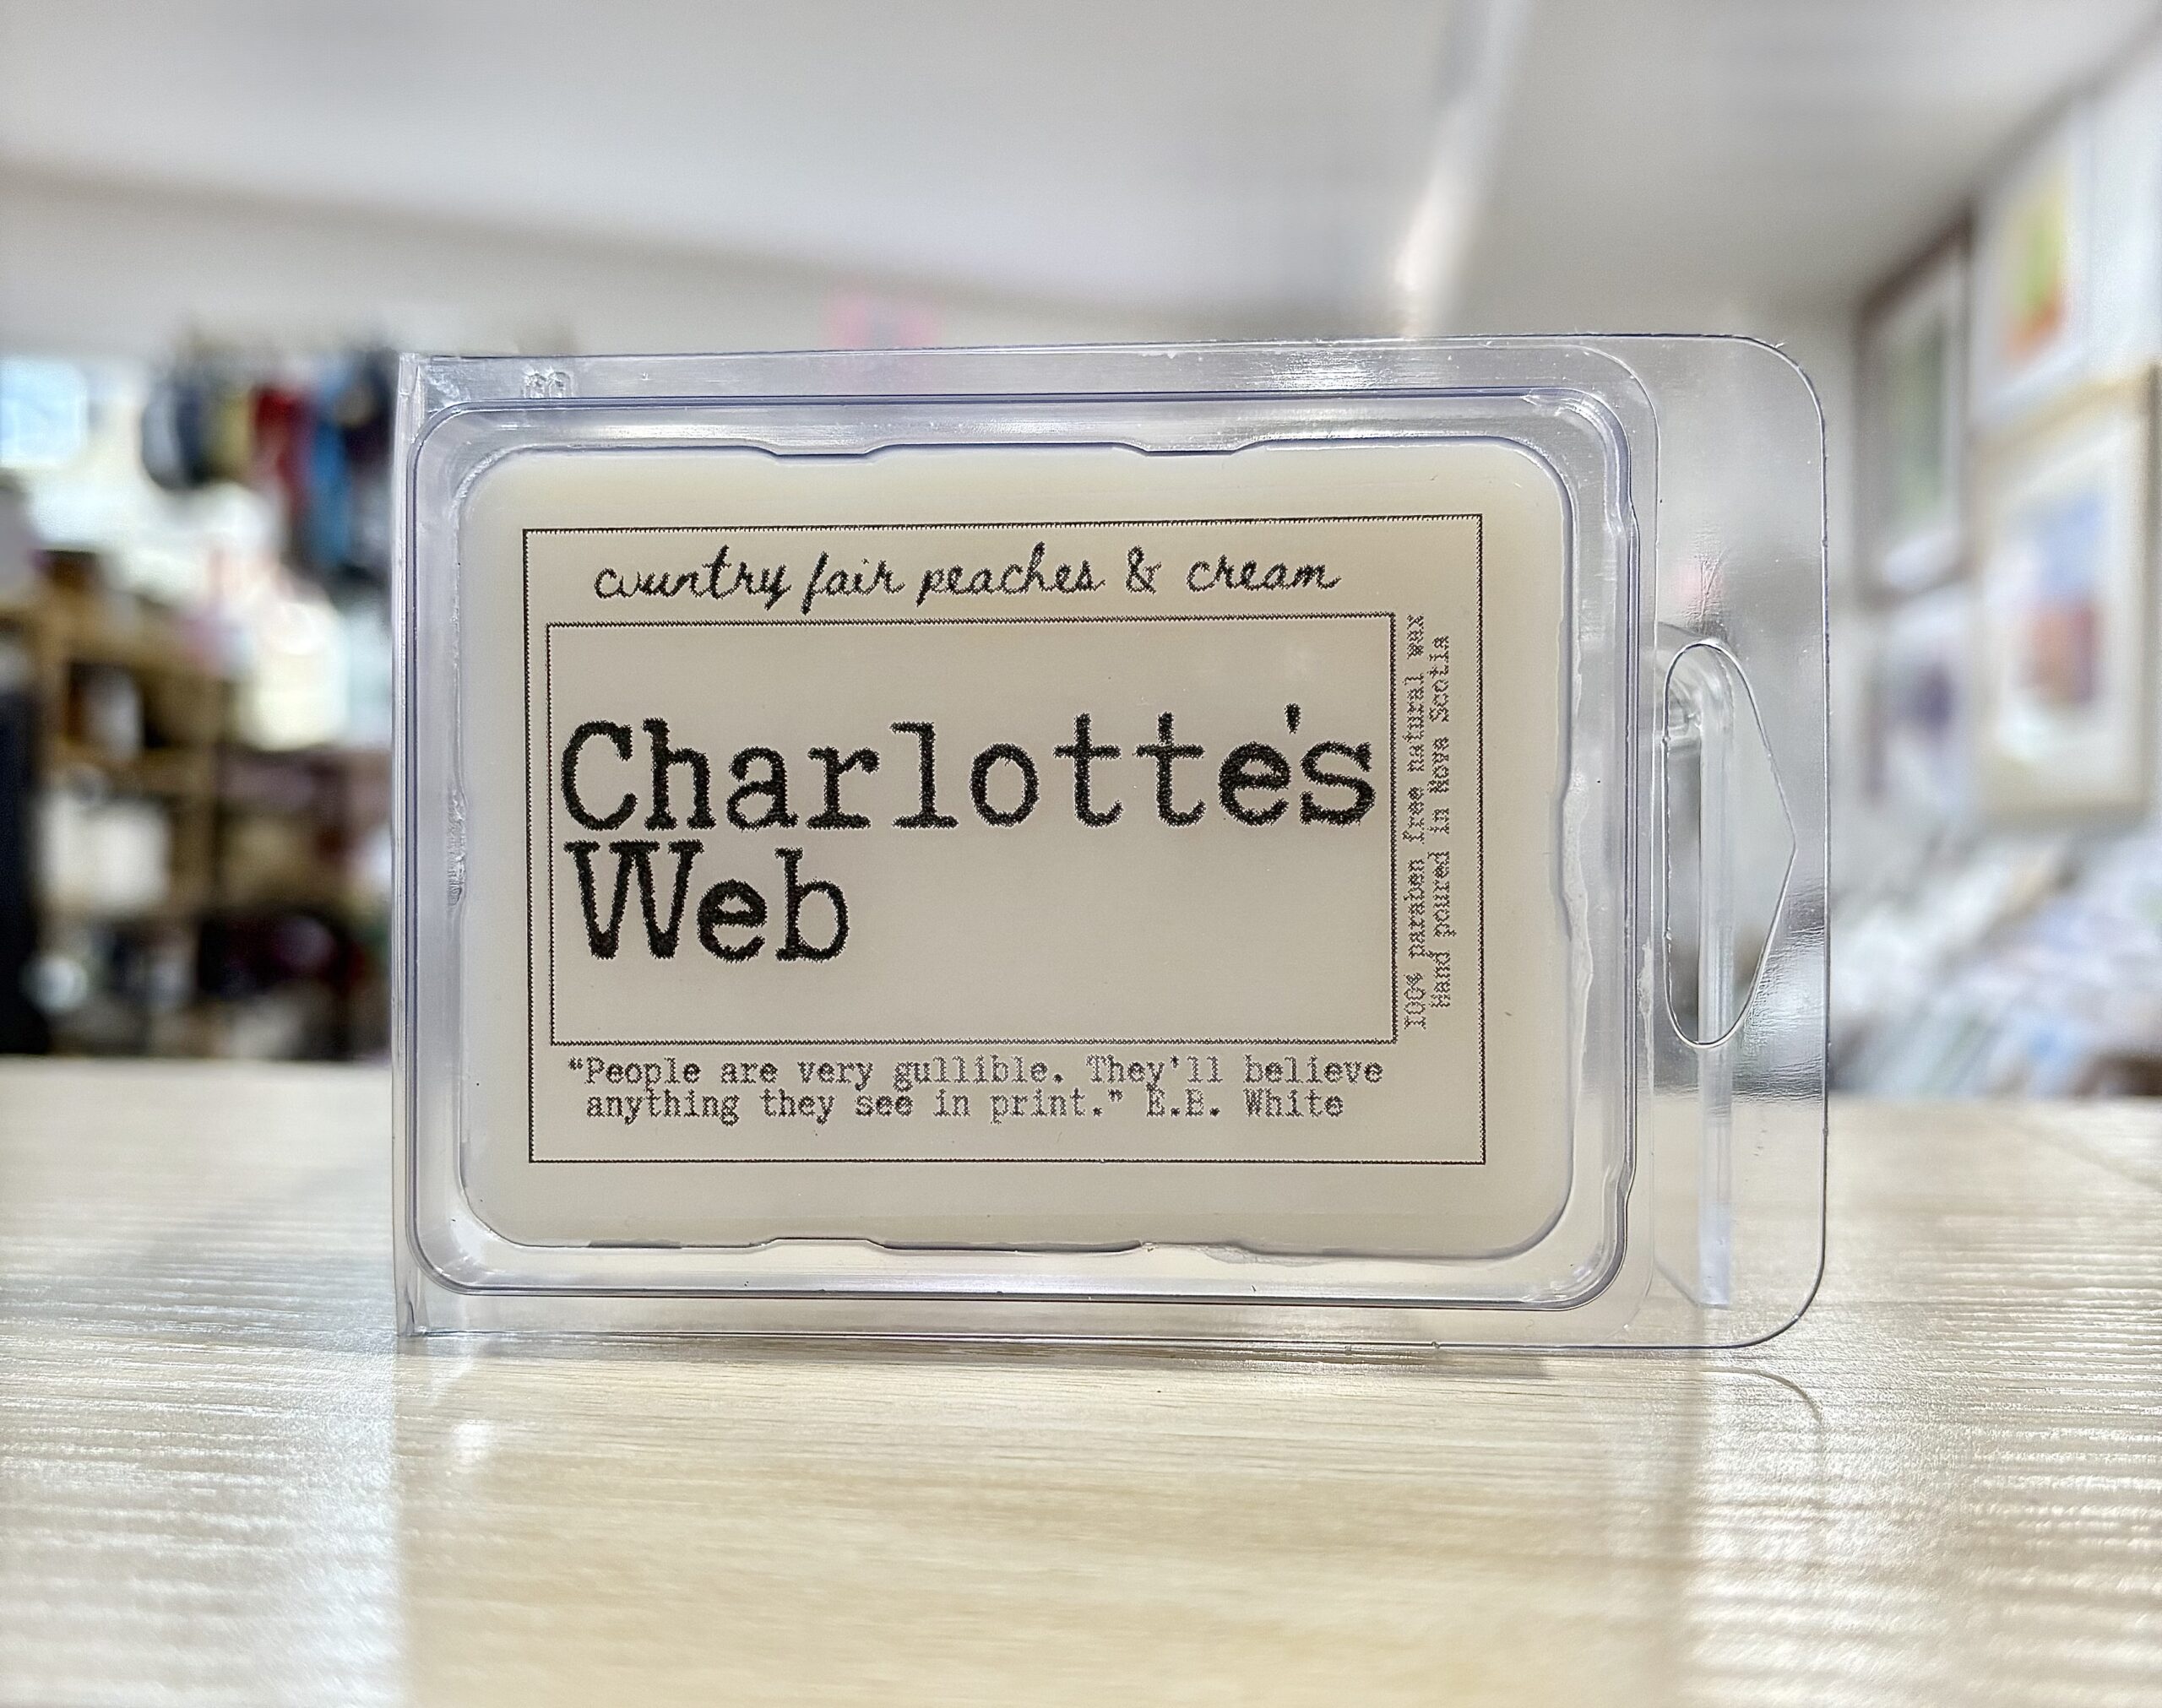 country fair peaches & cream
Charlotte's
Web
100% paraben free natural wax
Hand poured in Nova Scotia
“People are very gullible. They'll believe
anything they see in print.” E.B. White